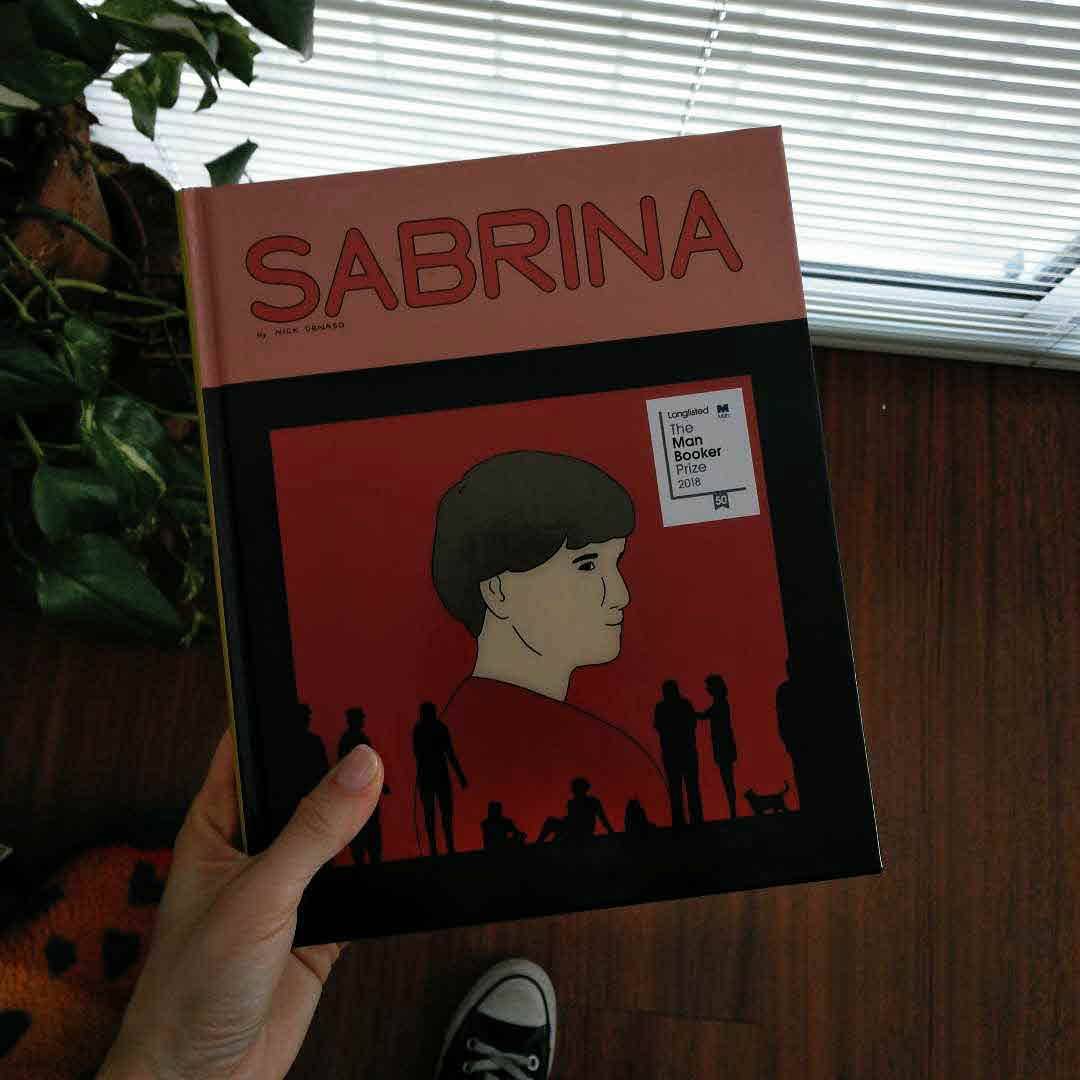 SABRINA
by NICK DRNASO
Longlisted
The
Man
Booker
Prize
2018
50